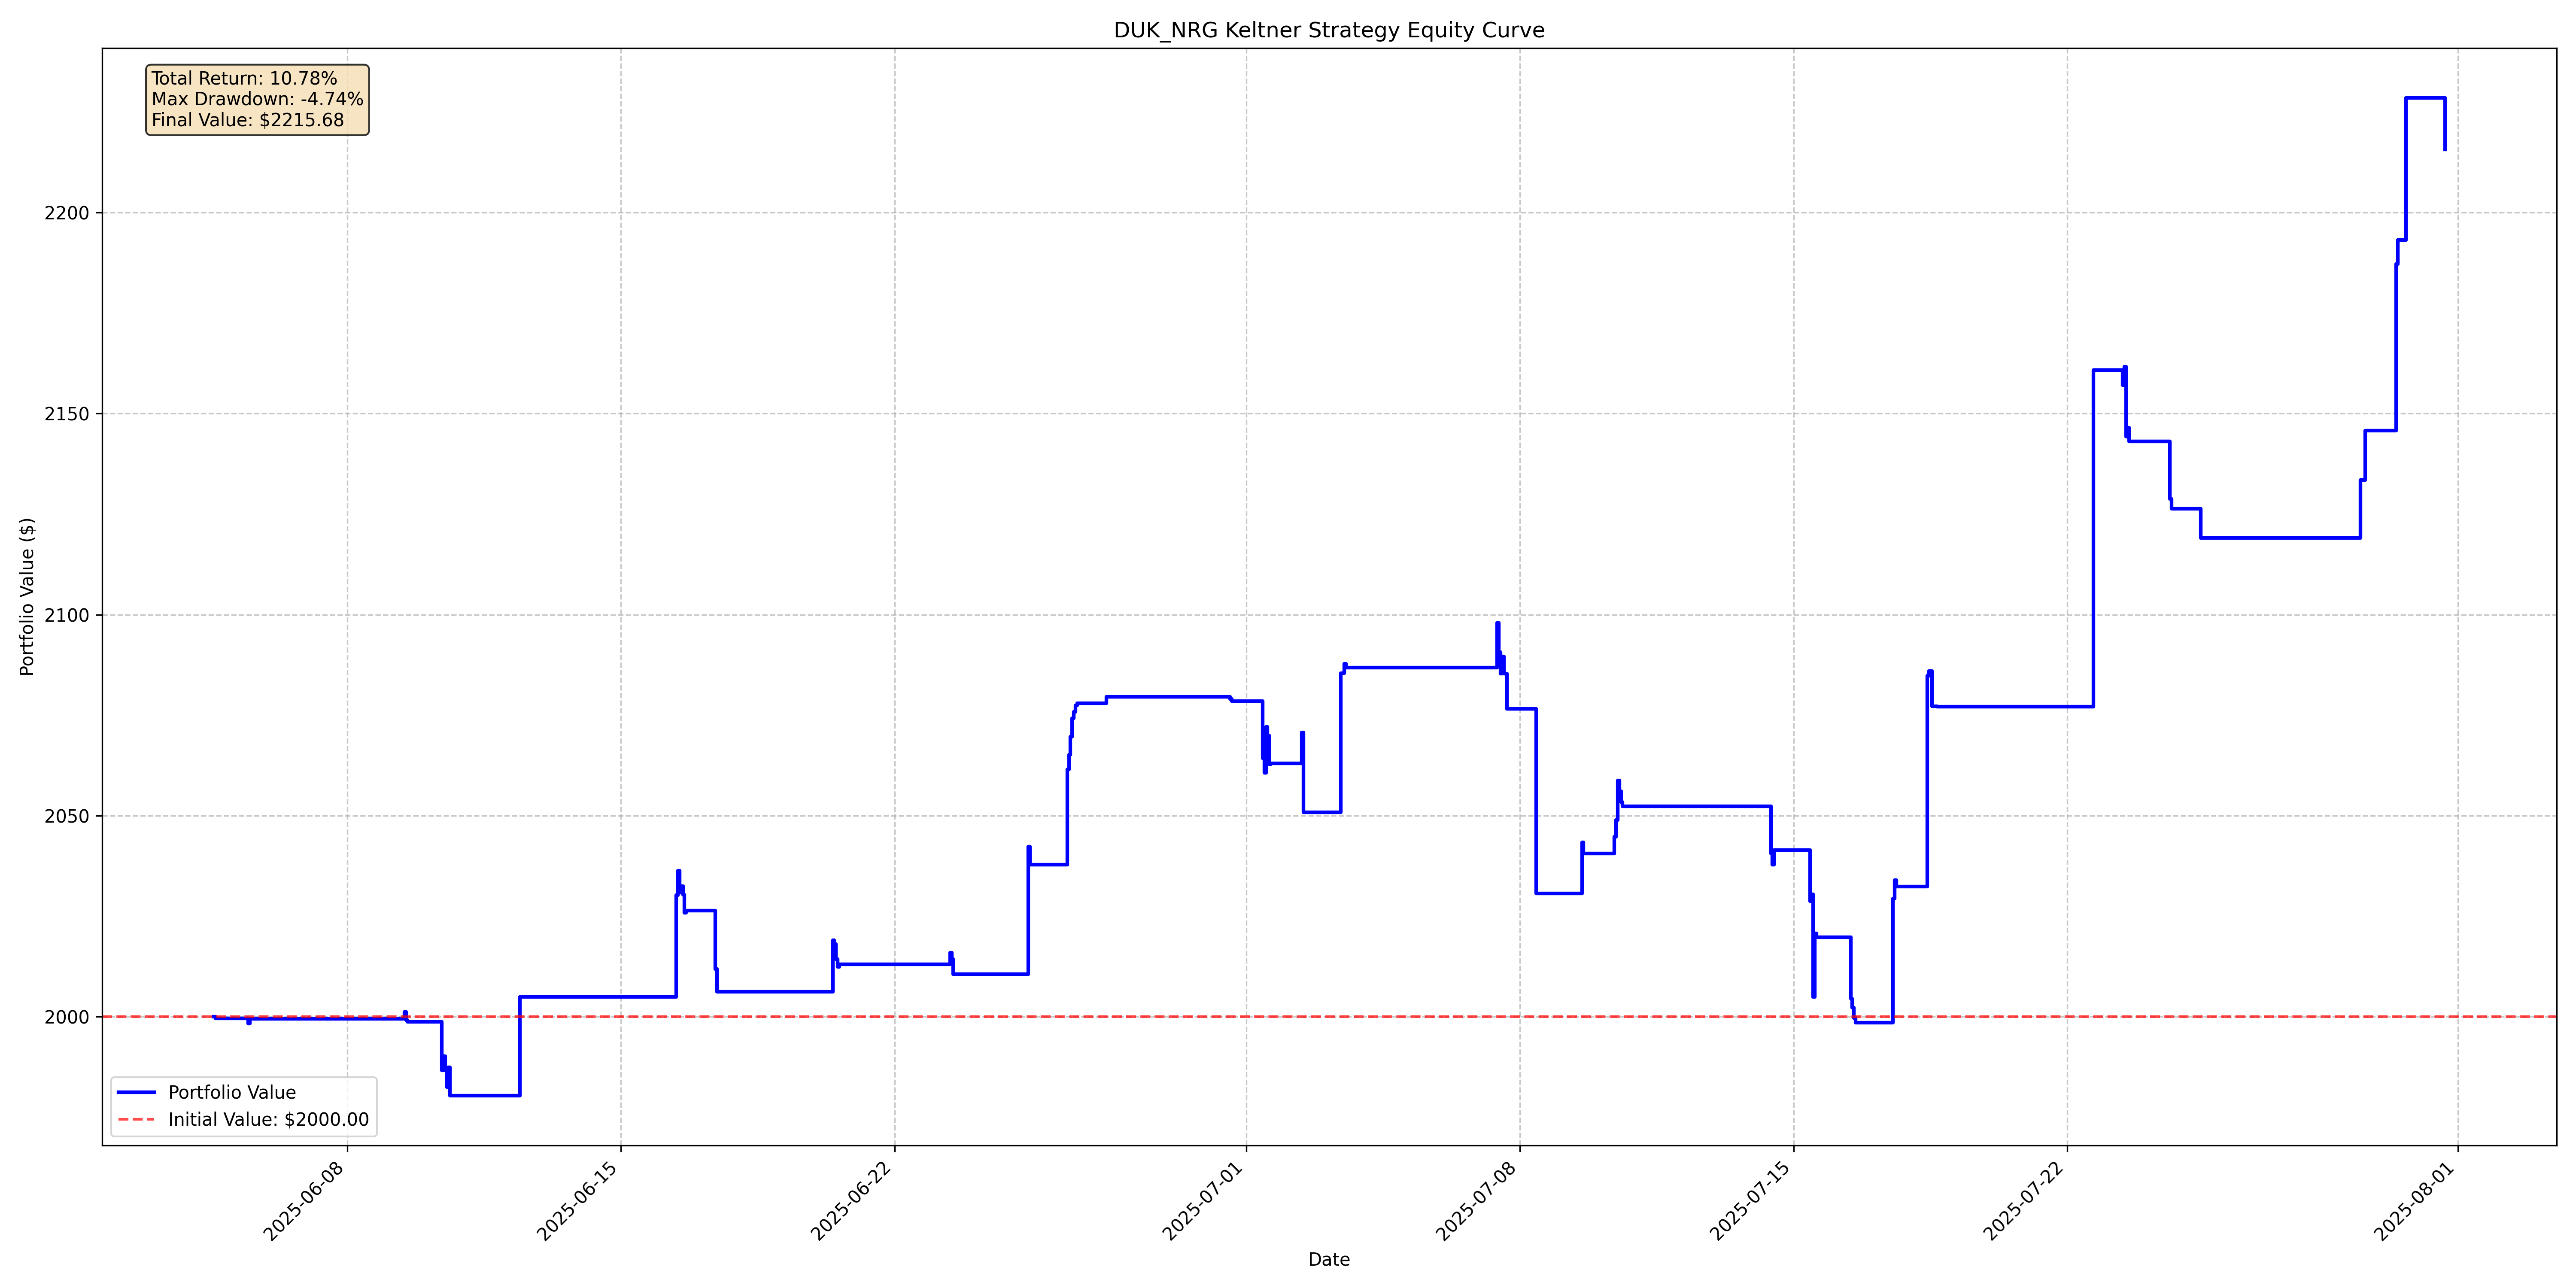 DUK_NRG Keltner Strategy Equity Curve
Total Return: 10.78%
Max Drawdown: -4.74%
Final Value: $2215.68
Portfolio Value ($)
2200
2150
2100
2050
2000
Portfolio Value
Initial Value: $2000.00
2025-06-08
2025-06-15
2025-06-22
2025-07-01
2025-07-08
2025-07-15
2025-07-22
2025-08-01
Date